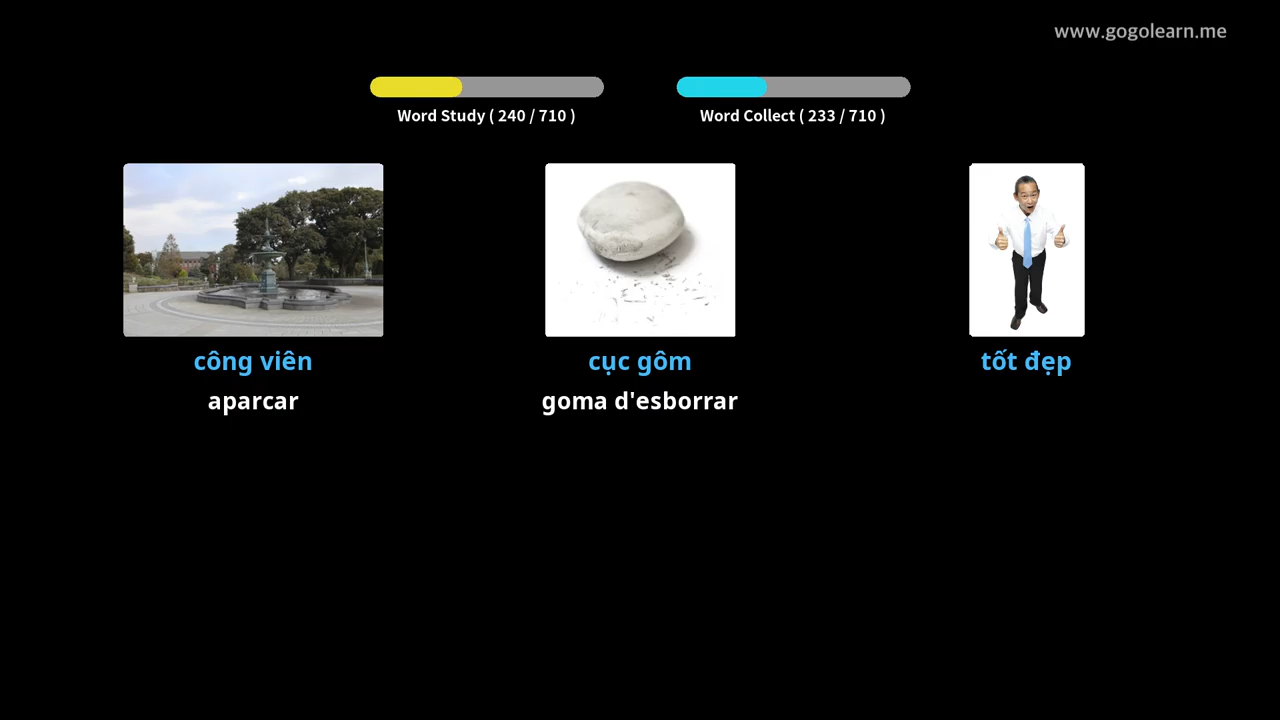 www.gogolearn.me
Word Study ( 240 / 710 )
Word Collect ( 233 / 710 )
công viên
cục gôm
tốt đẹp
aparcar
goma d'esborrar